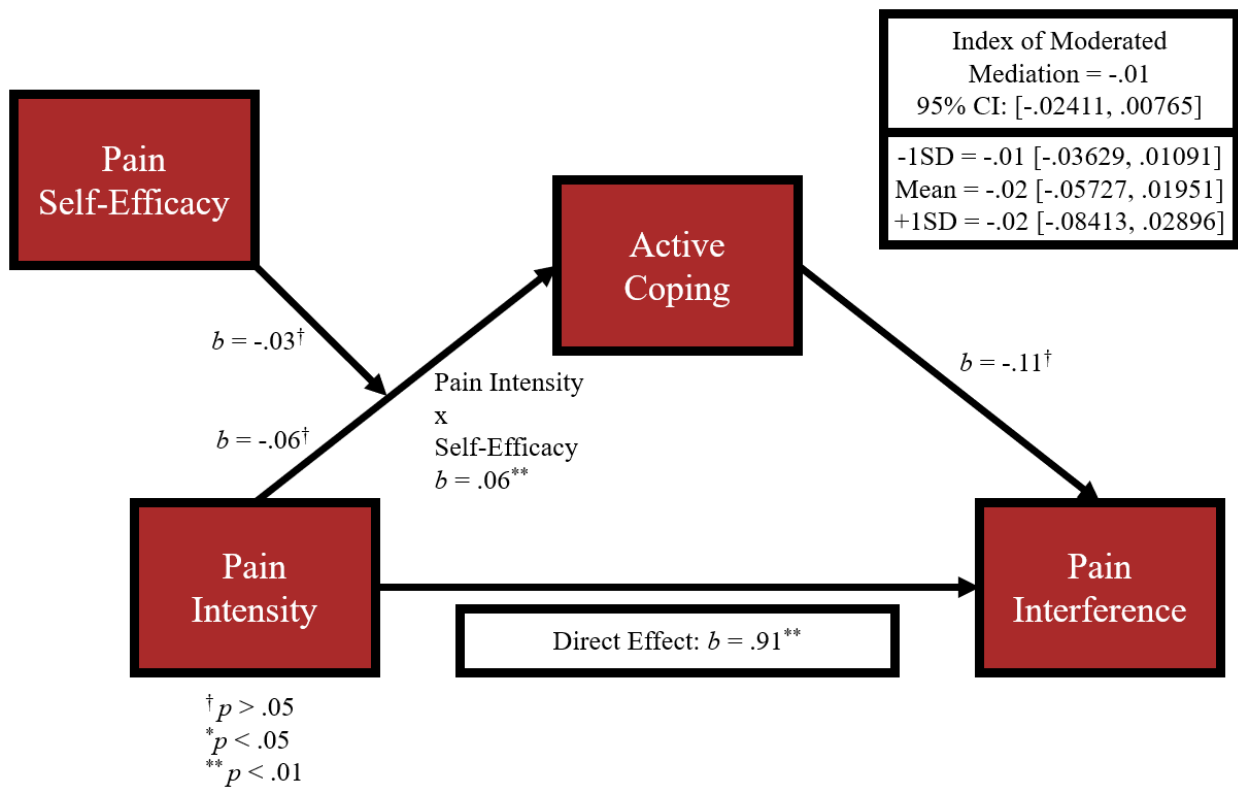 Index of Moderated
Mediation = -.01
95% CI: [-.02411, .00765]
-1SD = -.01 [-.03629, .01091]
Mean = -.02 [-.05727, .01951]
+1SD = -.02 [-.08413, .02896]
Pain
Self-Efficacy
Active
Coping
b = -.03†
b = -.06†
Pain Intensity
x
Self-Efficacy
b = .06**
b = -.11†
Pain
Intensity
Direct Effect: b = .91**
Pain
Interference
† p > .05
*p < .05
** p < .01